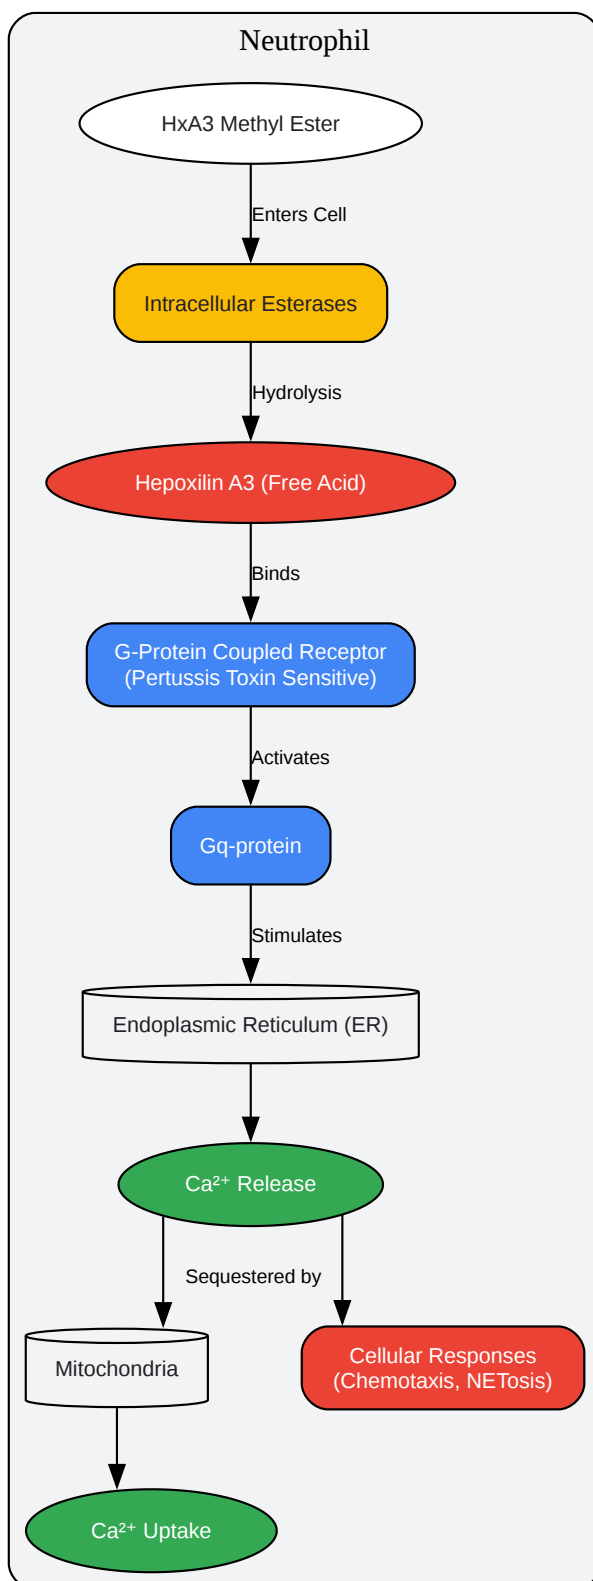 Neutrophil
HxA3 Methyl Ester
Enters Cell
Intracellular Esterases
Hydrolysis
Hepoxilin A3 (Free Acid)
Binds
G-Protein Coupled Receptor
(Pertussis Toxin Sensitive)
Activates
Gq-protein
Stimulates
Endoplasmic Reticulum (ER)
Ca²⁺ Release
Sequestered by
Mitochondria
Cellular Responses
(Chemotaxis, NETosis)
Ca²⁺ Uptake